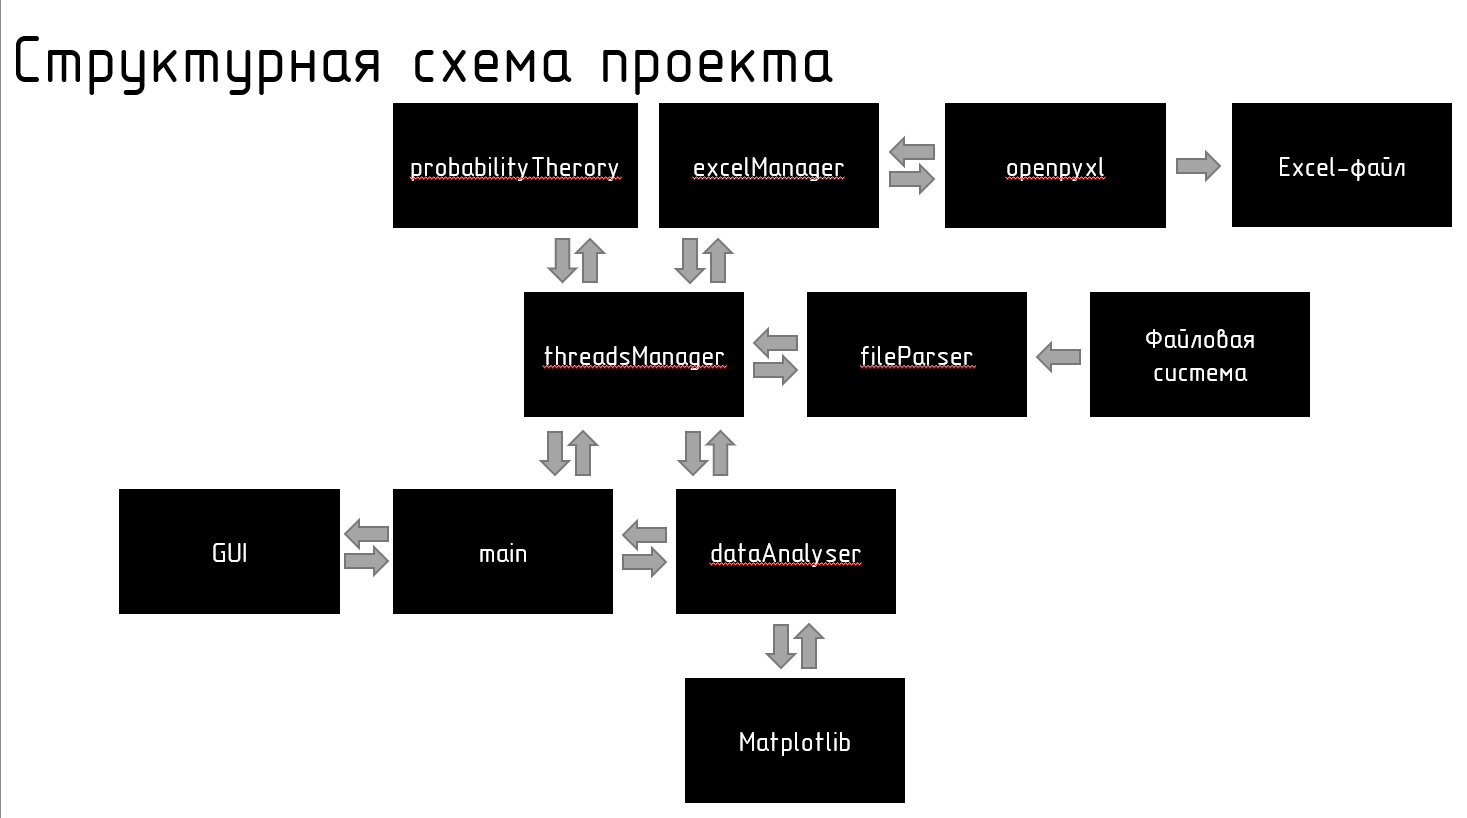 Структурная схема проекта
probabilityTherory
excelManager
openpyxl
Excel-файл
threadsManager
fileParser
Файловая
система
GUI
main
dataAnalyser
Matplotlib